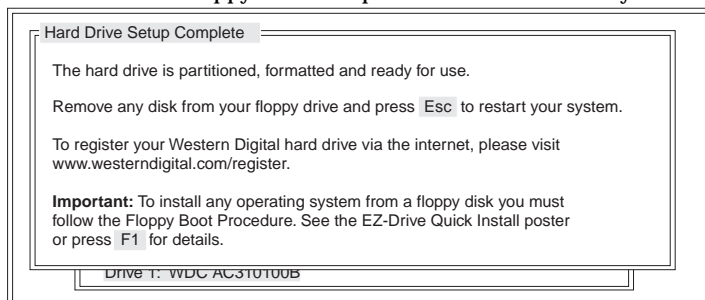 Hard Drive Setup Complete
The hard drive is partitioned, formatted and ready for use.
Remove any disk from your floppy drive and press Esc to restart your system.
To register your Western Digital hard drive via the internet, please visit
www.westerndigital.com/register.
Important: To install any operating system from a floppy disk you must
follow the Floppy Boot Procedure. See the EZ-Drive Quick Install poster
or press F1 for details.
Drive 1: WDC AC310100B